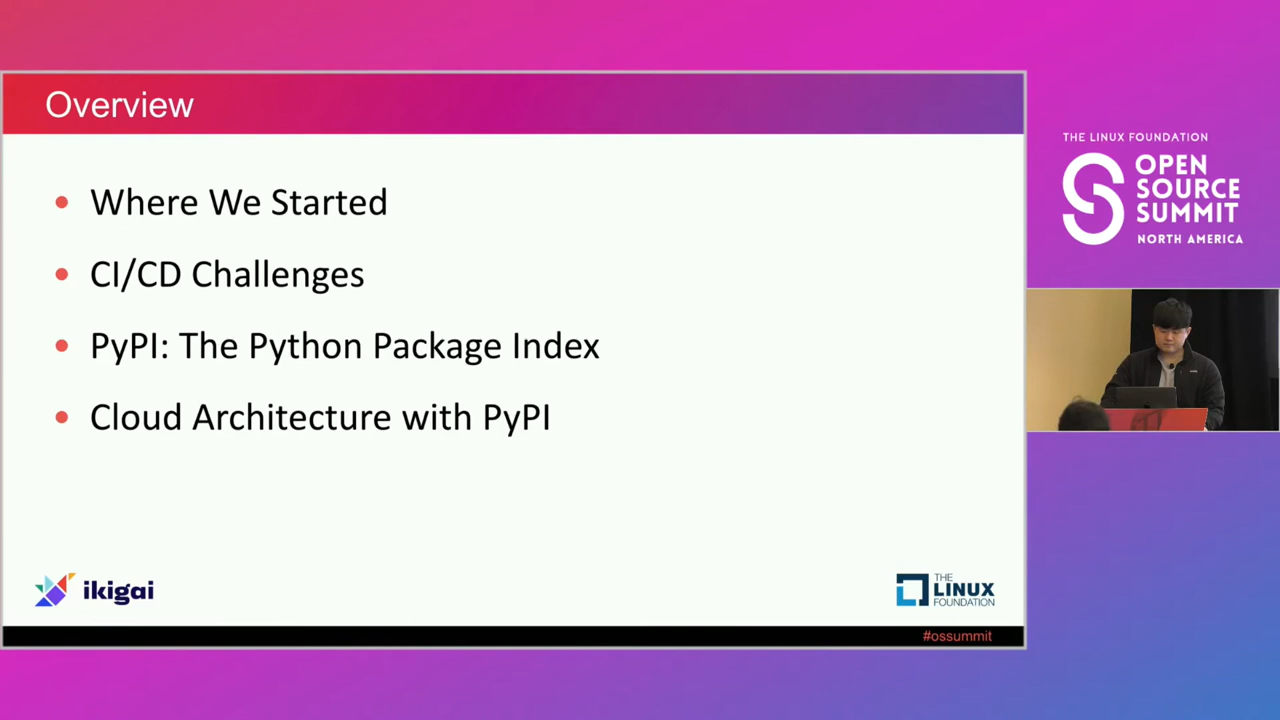 Overview
• Where We Started
• CI/CD Challenges
• PyPI: The Python Package Index
• Cloud Architecture with PyPI
ikigai
THE
LINUX
FOUNDATION
#ossummit
THE LINUX FOUNDATION
OPEN
SOURCE
SUMMIT
NORTH AMERICA